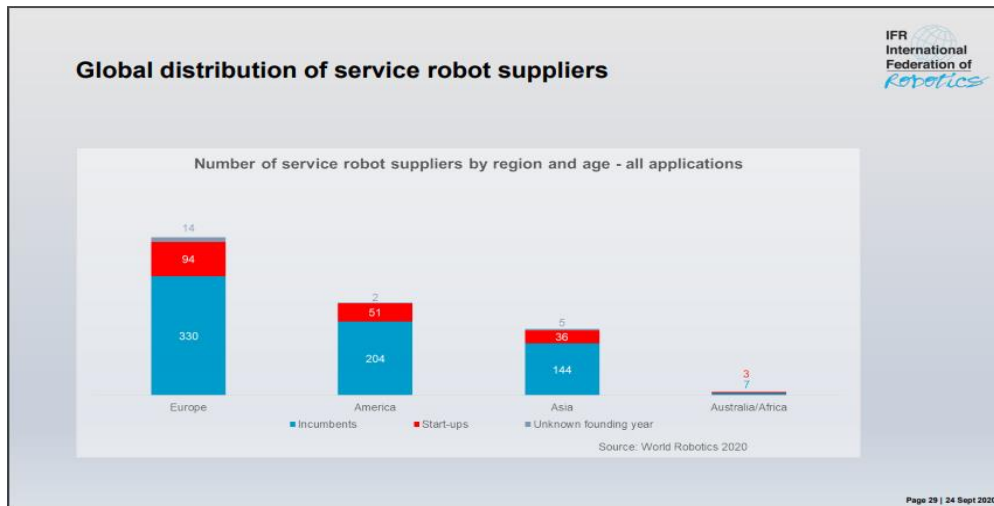 Global distribution of service robot suppliers
IFR
International
Federation of
Robotics
Number of service robot suppliers by region and age - all applications
14
94
330
2
51
204
5
36
144
3
7
Europe
America
Asia
Australia/Africa
Incumbents
Start-ups
Unknown founding year
Source: World Robotics 2020
Page 29 | 24 Sept 2020